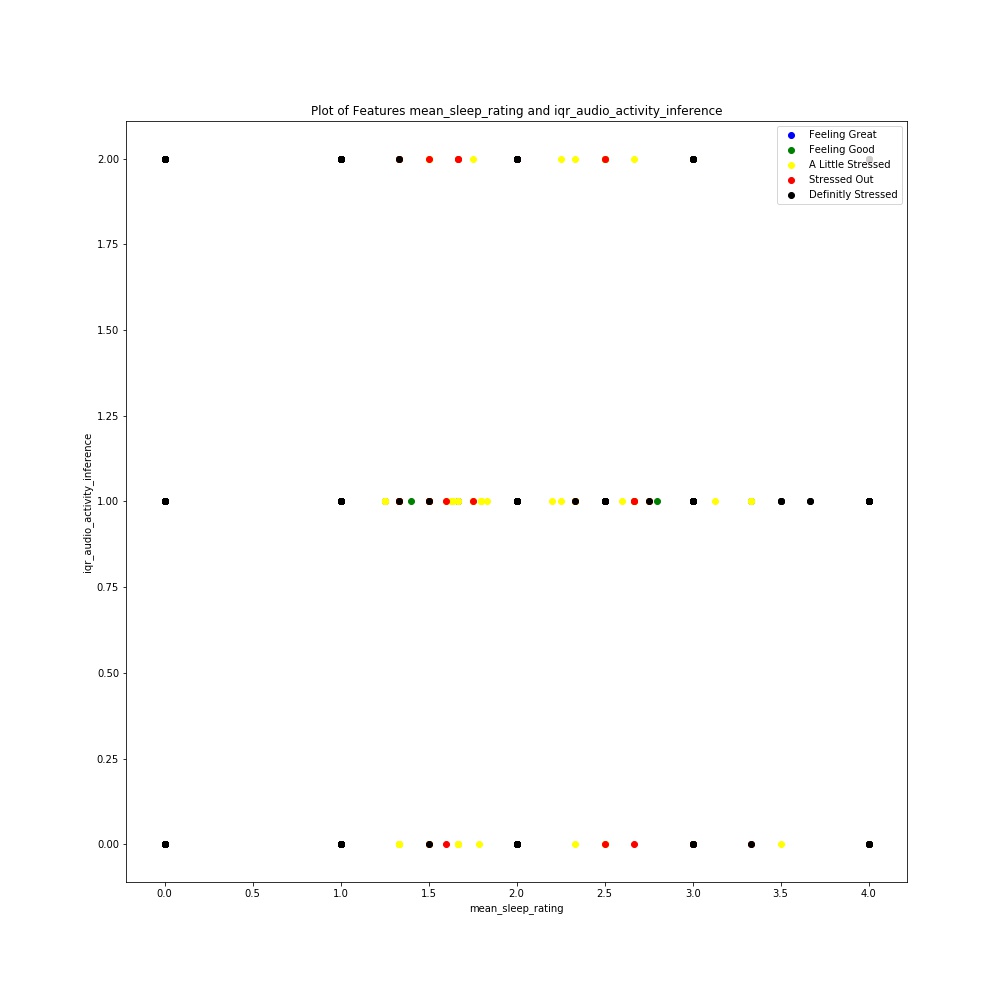 Plot of Features mean_sleep_rating and iqr_audio_activity_inference
Feeling Great
Feeling Good
A Little Stressed
Stressed Out
Definitly Stressed
2.00
1.75
1.50
1.25
1.00
0.75
0.50
0.25
0.00
iqr_audio_activity_inference
0.0 0.5 1.0 1.5 2.0 2.5 3.0 3.5 4.0
mean_sleep_rating